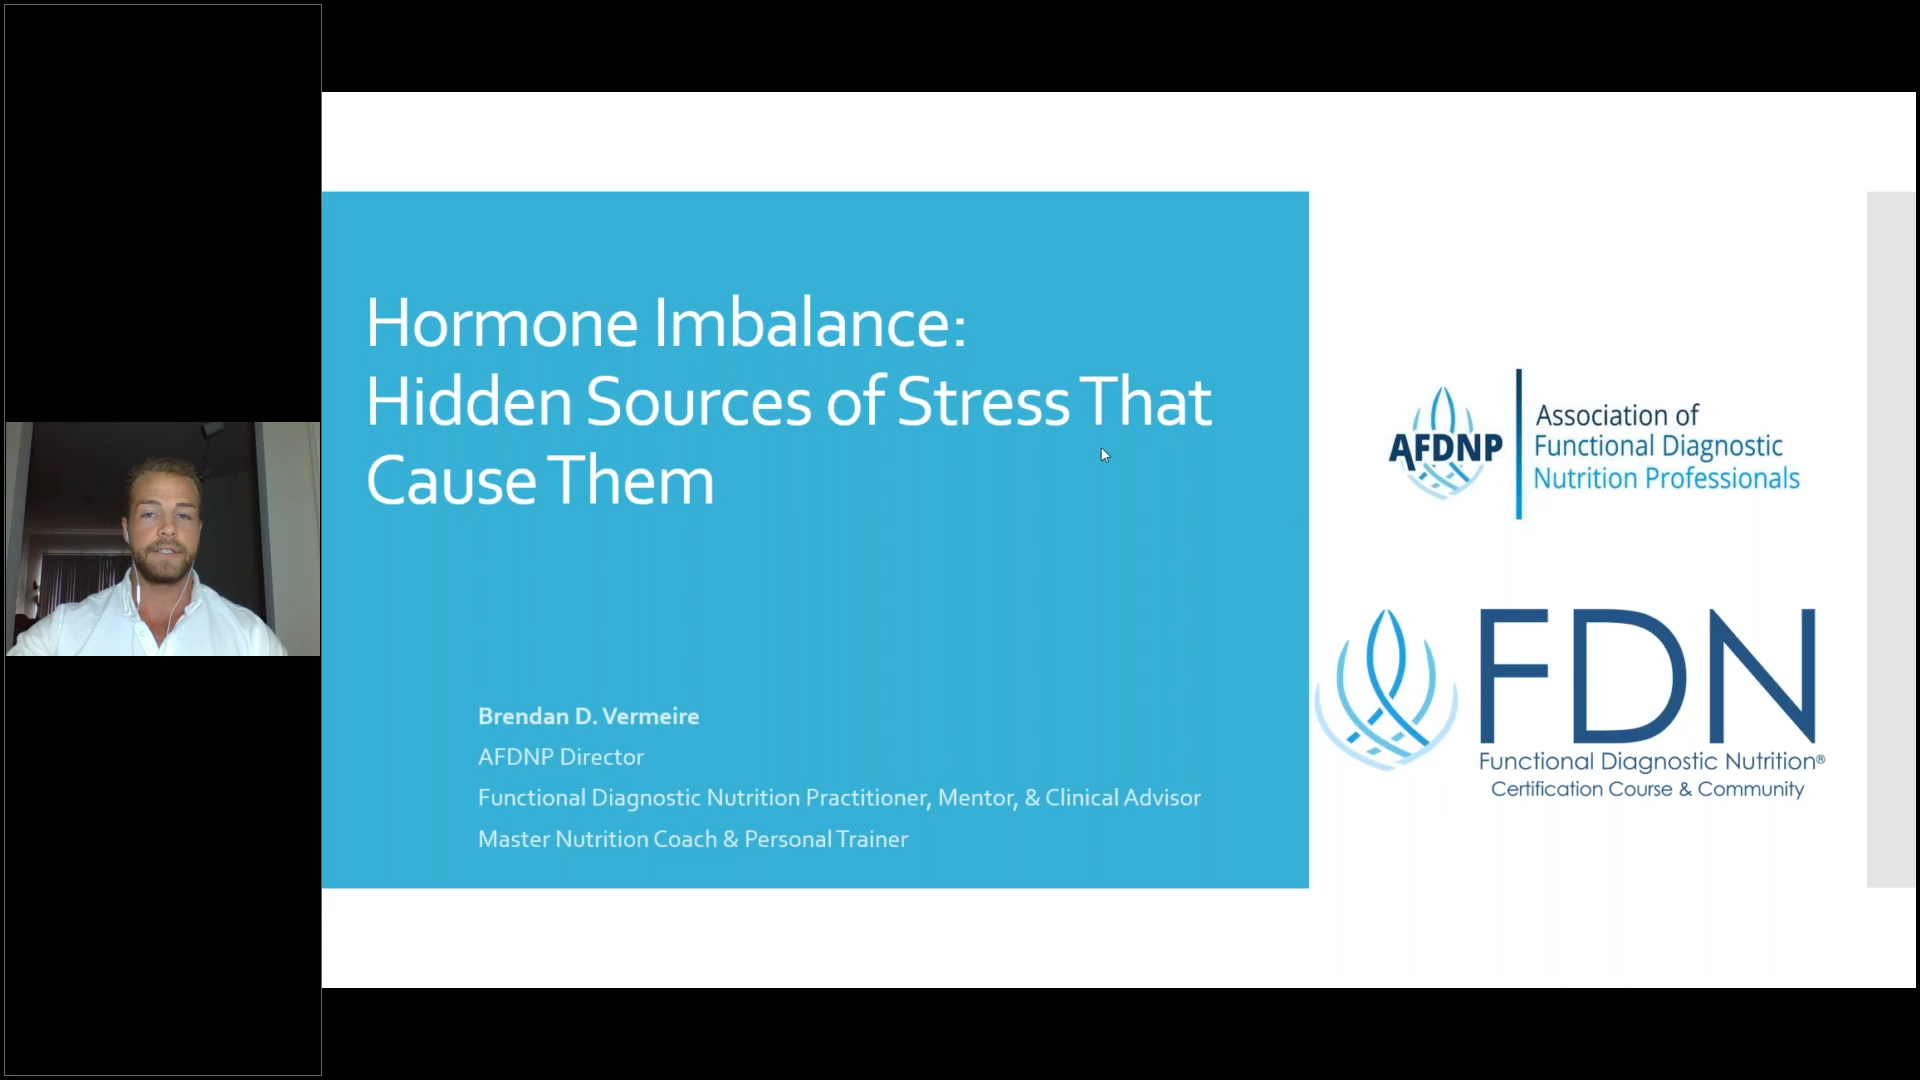 Hormone Imbalance:
Hidden Sources of Stress That
Cause Them
Brendan D. Vermeire
AFDNP Director
Functional Diagnostic Nutrition Practitioner, Mentor, & Clinical Advisor
Master Nutrition Coach & Personal Trainer
AFDNP
Association of
Functional Diagnostic
Nutrition Professionals
FDN
Functional Diagnostic Nutrition®
Certification Course & Community